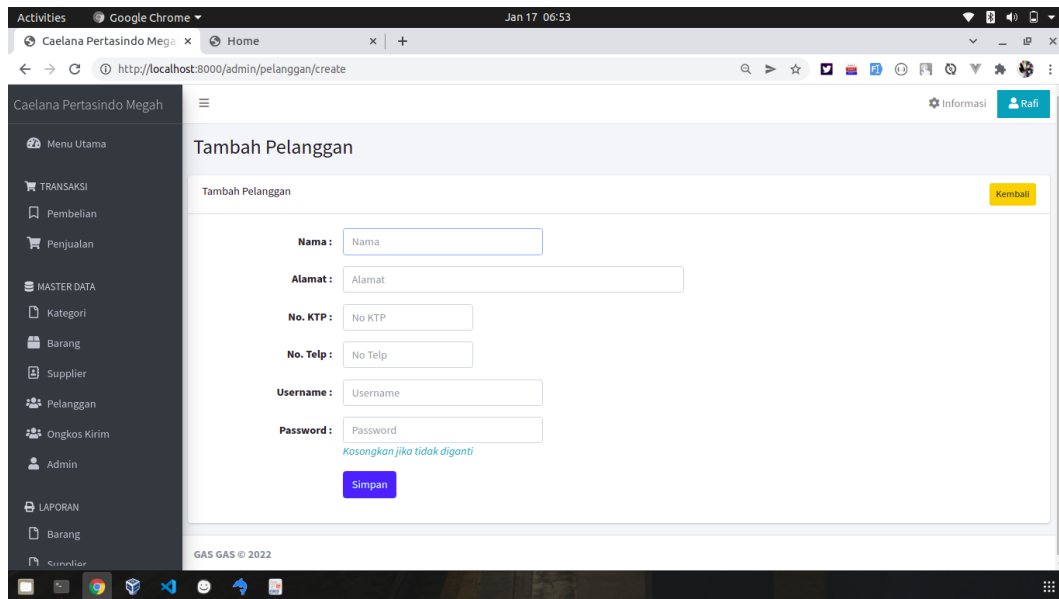 Activities Google Chrome Jan 17 06:53
Caelana Pertasindo Mega Home
http://localhost:8000/admin/pelanggan/create
Caelana Pertasindo Megah
Informasi Rafi
Menu Utama
TRANSAKSI
Pembelian
Penjualan
MASTER DATA
Kategori
Barang
Supplier
Pelanggan
Ongkos Kirim
Admin
LAPORAN
Barang
Supplier
Tambah Pelanggan
Tambah Pelanggan Kembali
Nama : Nama
Alamat : Alamat
No. KTP : No KTP
No. Telp : No Telp
Username : Username
Password : Password
Kosongkan jika tidak diganti
Simpan
GAS GAS © 2022